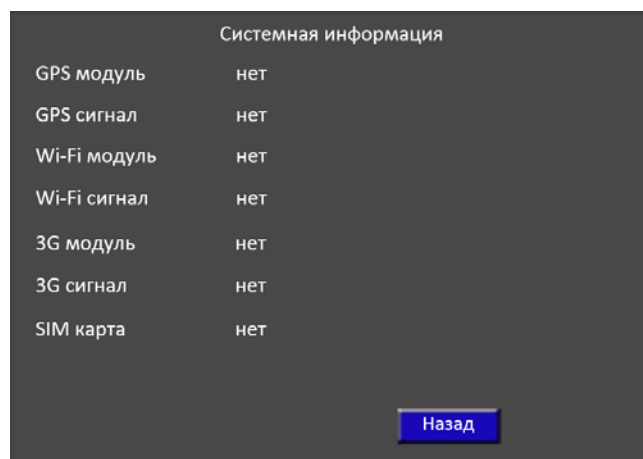 Системная информация
GPS модуль нет
GPS сигнал нет
Wi-Fi модуль нет
Wi-Fi сигнал нет
3G модуль нет
3G сигнал нет
SIM карта нет
Назад